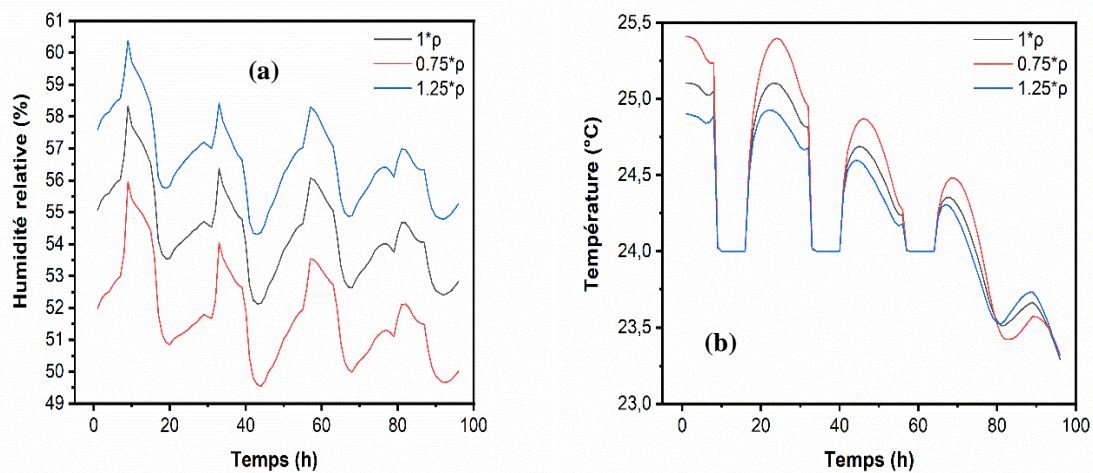 61
60
59
58
57
56
55
54
53
52
51
50
49
0
20
40
60
80
100
Humidité relative (%)
Temps (h)
(a)
1*ρ
0.75*ρ
1.25*ρ
25,5
25,0
24,5
24,0
23,5
23,0
0
20
40
60
80
100
Température (°C)
Temps (h)
(b)
1*ρ
0.75*ρ
1.25*ρ